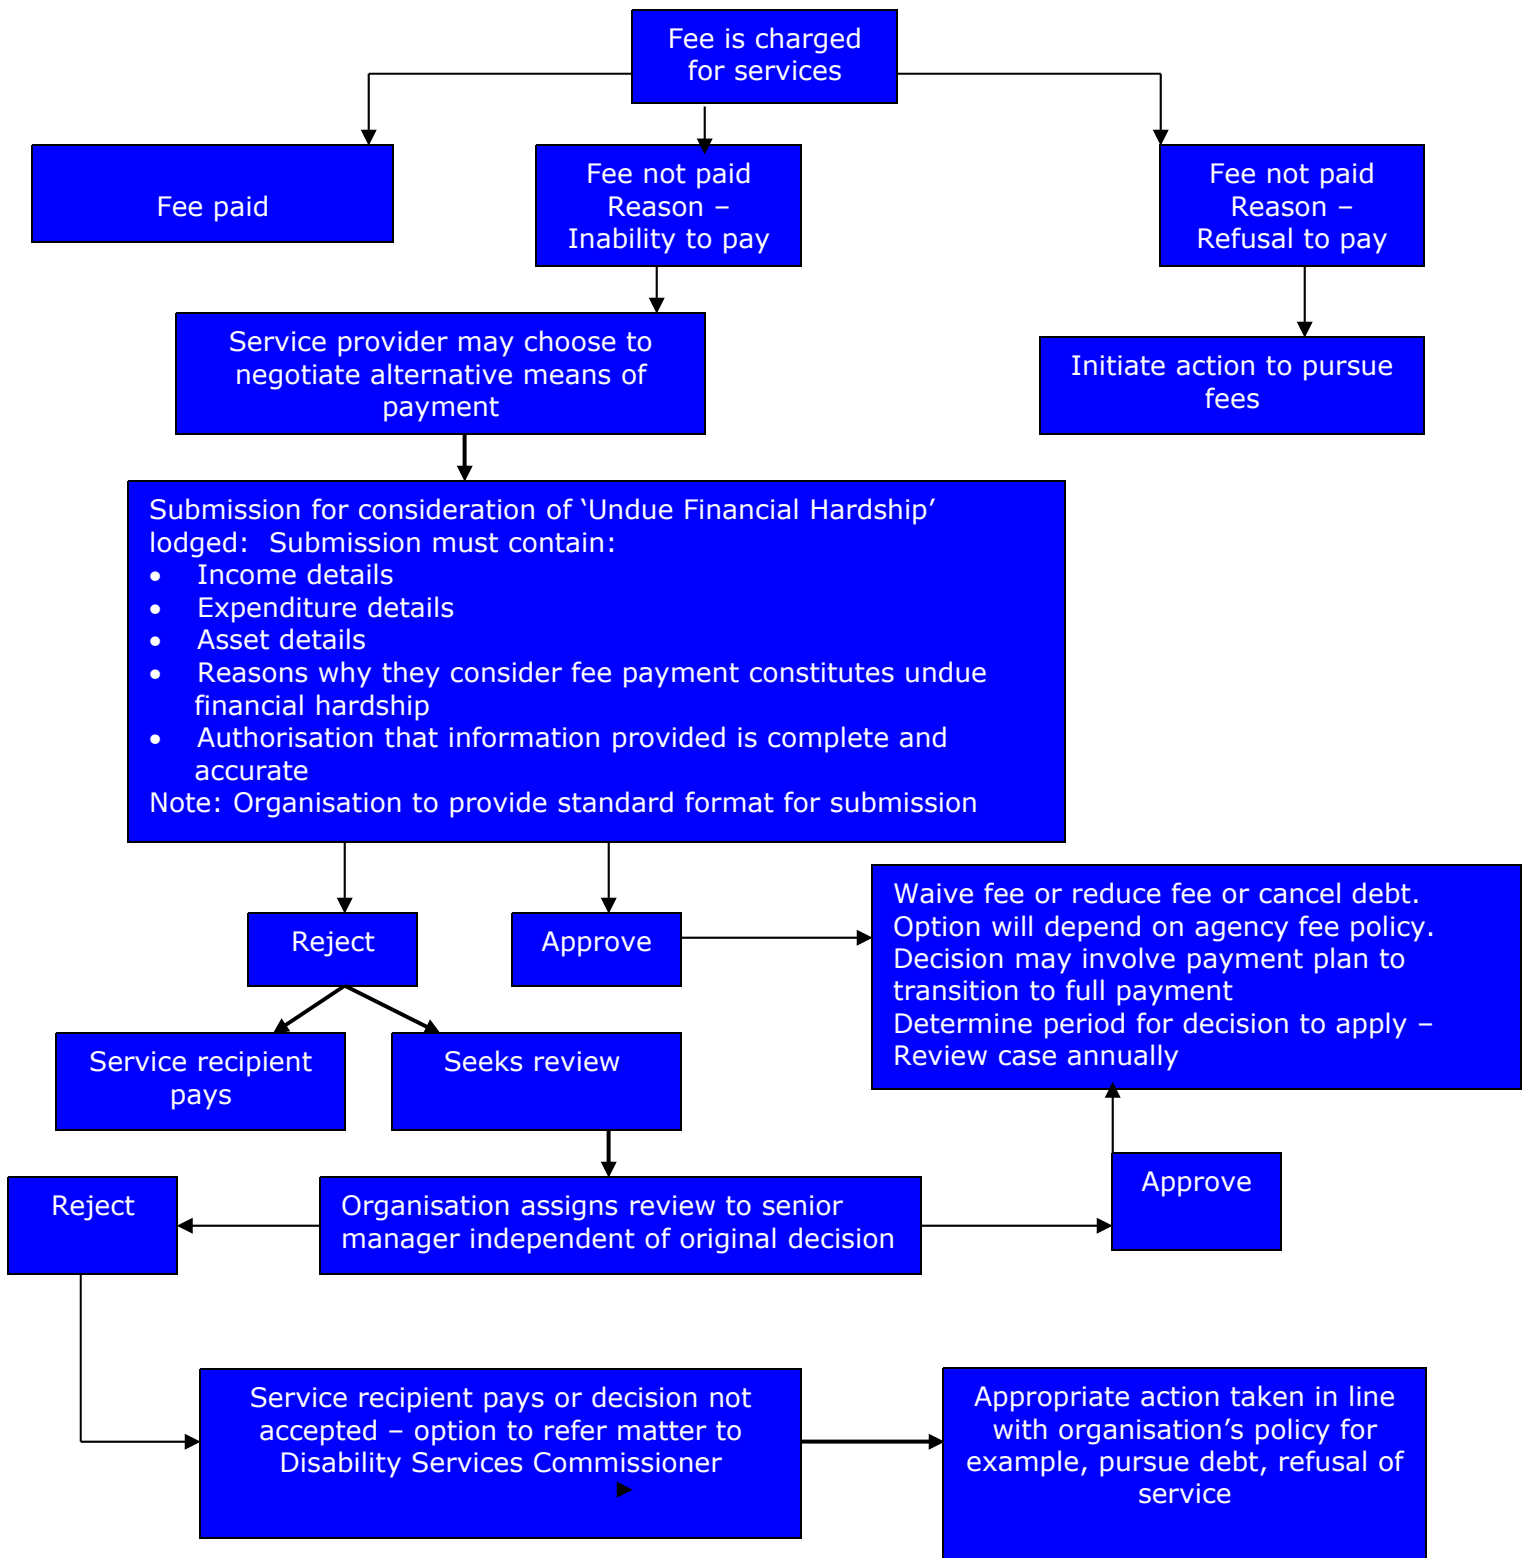 Fee is charged
for services
Fee paid
Fee not paid
Reason –
Inability to pay
Fee not paid
Reason –
Refusal to pay
Service provider may choose to
negotiate alternative means of
payment
Initiate action to pursue
fees
Submission for consideration of ‘Undue Financial Hardship’
lodged:  Submission must contain:
• Income details
• Expenditure details
• Asset details
• Reasons why they consider fee payment constitutes undue
financial hardship
• Authorisation that information provided is complete and
accurate
Note: Organisation to provide standard format for submission
Reject
Approve
Waive fee or reduce fee or cancel debt.
Option will depend on agency fee policy.
Decision may involve payment plan to
transition to full payment
Determine period for decision to apply –
Review case annually
Service recipient
pays
Seeks review
Reject
Organisation assigns review to senior
manager independent of original decision
Approve
Service recipient pays or decision not
accepted – option to refer matter to
Disability Services Commissioner
Appropriate action taken in line
with organisation’s policy for
example, pursue debt, refusal of
service